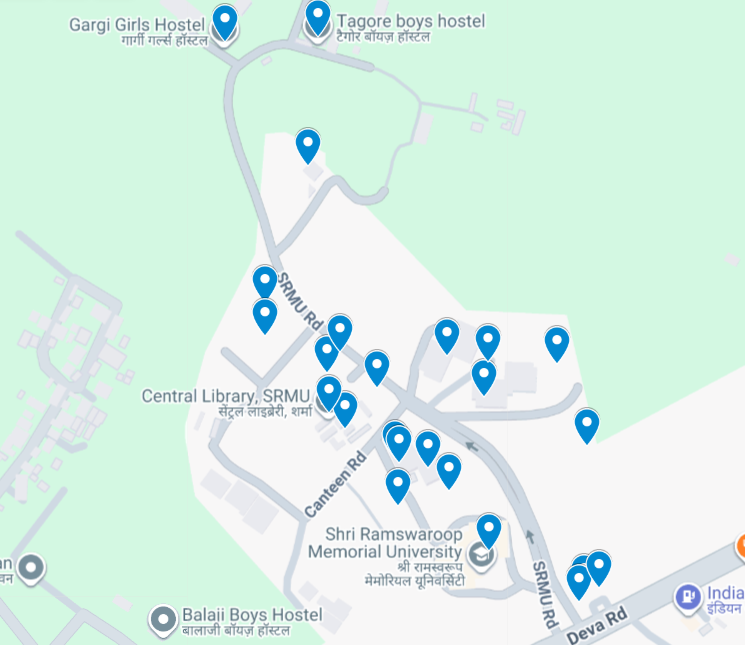 Gargi Girls Hostel
गार्गी गर्ल्स हॉस्टल
Tagore boys hostel
टैगोर बॉयज़ हॉस्टल
SRMU Rd
Central Library, SRMU
सेंट्रल लाइब्रेरी, शर्मा
Canteen Rd
Shri Ramswaroop
Memorial University
श्री रामस्वरूप
मेमोरियल यूनिवर्सिटी
SRMU Rd
Deva Rd
India
इंडियन
Balaji Boys Hostel
बालाजी बॉयज़ हॉस्टल